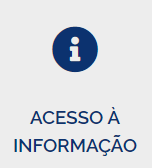 ACESSO À
INFORMAÇÃO